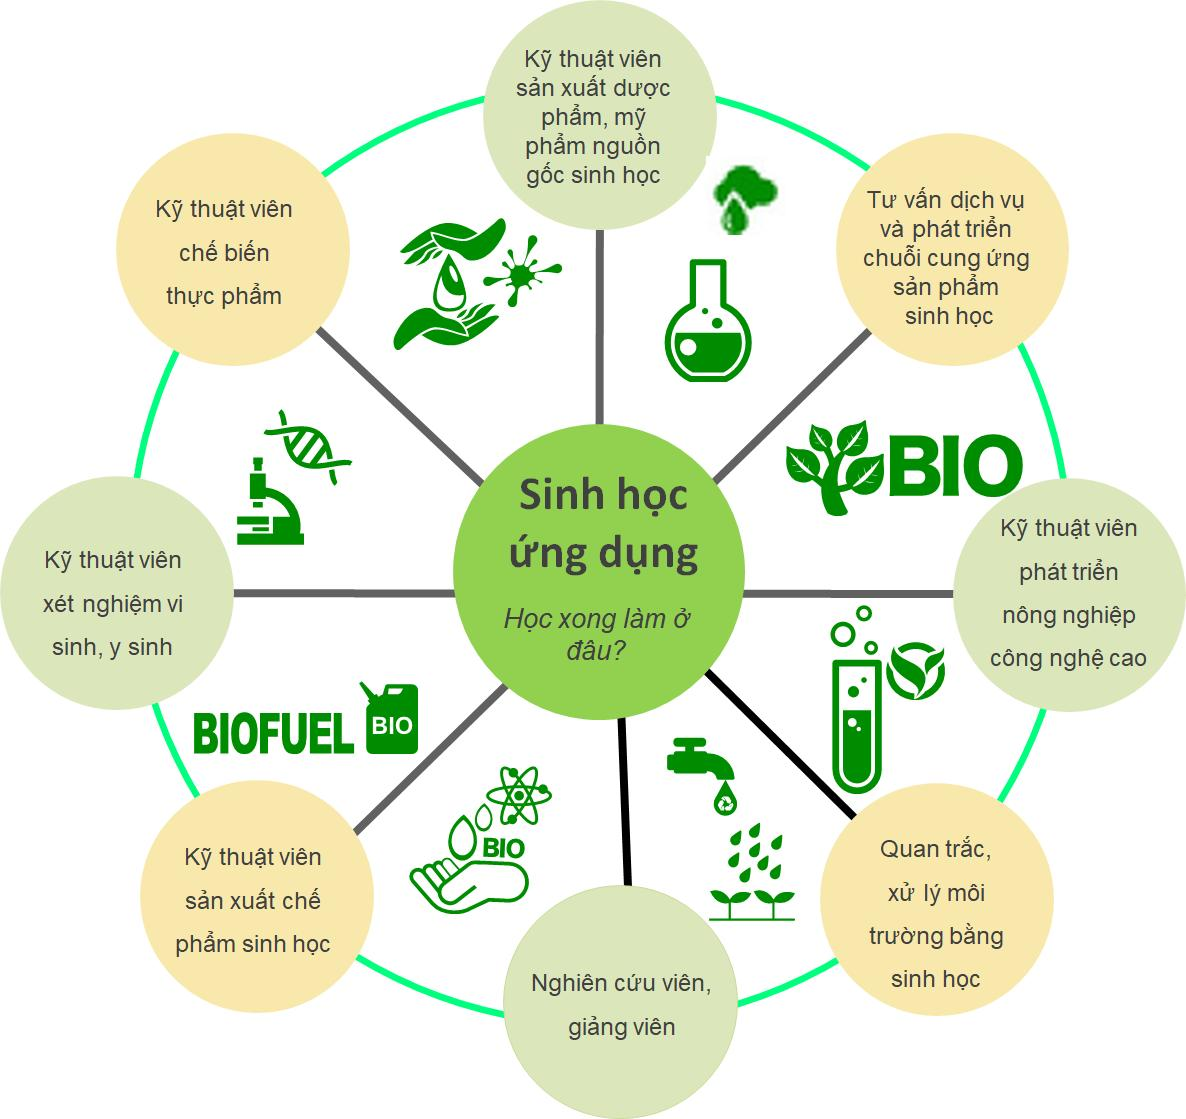 Kỹ thuật viên
sản xuất dược
phẩm, mỹ
phẩm nguồn
gốc sinh học
Tư vấn dịch vụ
và phát triển
chuỗi cung ứng
sản phẩm
sinh học
Kỹ thuật viên
chế biến
thực phẩm
BIO
Sinh học
ứng dụng
Học xong làm ở
đâu?
Kỹ thuật viên
phát triển
nông nghiệp
công nghệ cao
Kỹ thuật viên
xét nghiệm vi
sinh, y sinh
BIOFUEL
BIO
BIO
Quan trắc,
xử lý môi
trường bằng
sinh học
Kỹ thuật viên
sản xuất chế
phẩm sinh học
Nghiên cứu viên,
giảng viên